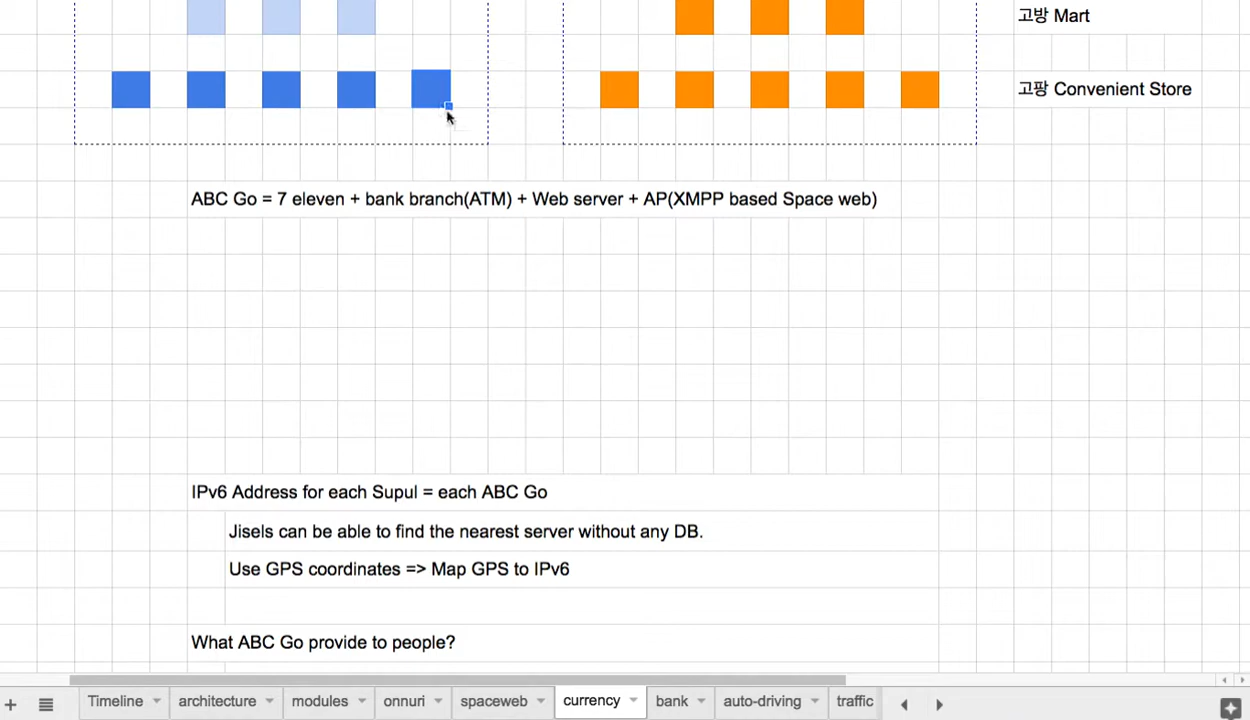 고방 Mart
고팡 Convenient Store
ABC Go = 7 eleven + bank branch(ATM) + Web server + AP(XMPP based Space web)
IPv6 Address for each Supul = each ABC Go
Jisels can be able to find the nearest server without any DB.
Use GPS coordinates => Map GPS to IPv6
What ABC Go provide to people?
Timeline architecture modules onnuri spaceweb currency bank auto-driving traffic